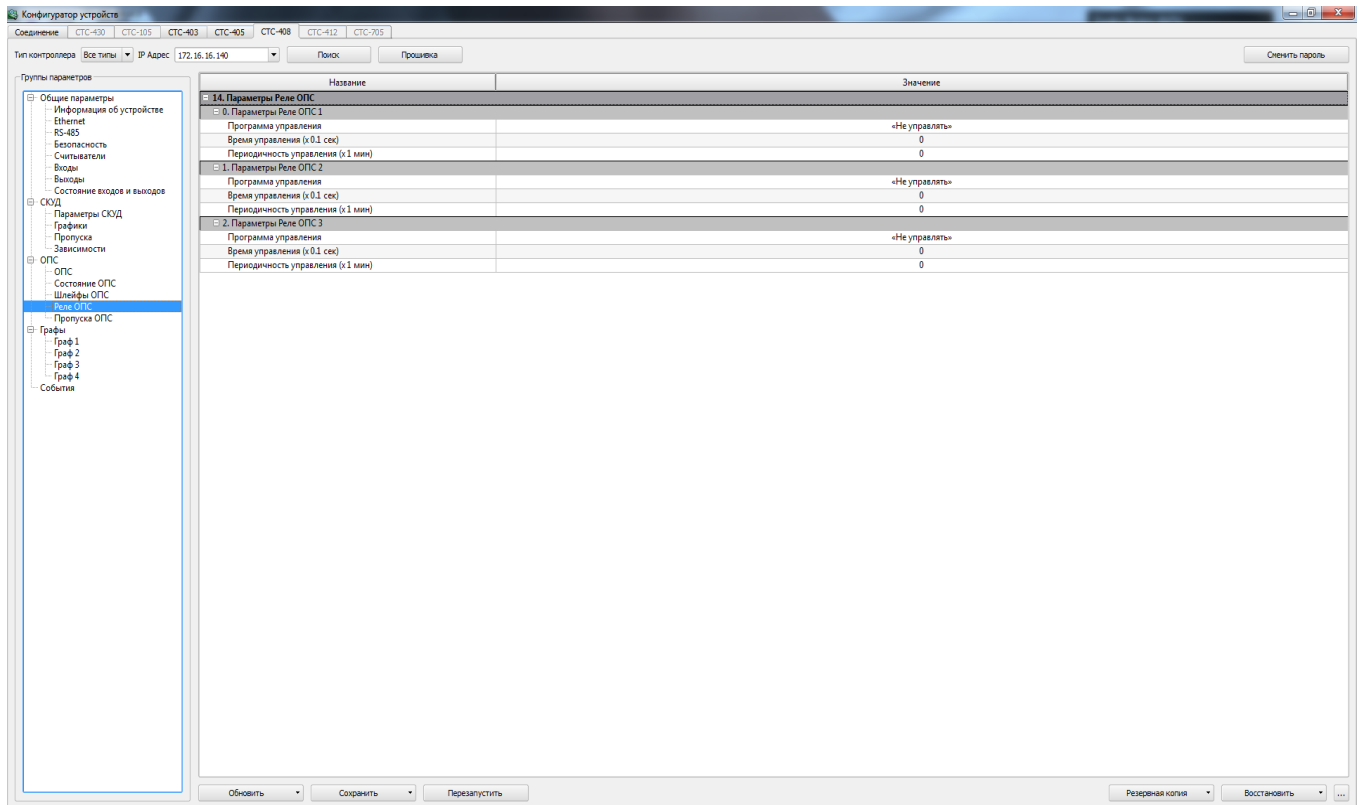 Конфигуратор устройств
Соединение СТС-430 СТС-105 СТС-403 СТС-405 СТС-408 СТС-412 СТС-705
Тип контроллера Все типы IP Адрес 172.16.16.140 Поиск Прошивка Сменить пароль
Группы параметров
Общие параметры
Информация об устройстве
Ethernet
RS-485
Безопасность
Считыватели
Входы
Выходы
Состояние входов и выходов
СКУД
Параметры СКУД
Графики
Пропуска
Зависимости
ОПС
ОПС
Состояние ОПС
Шлейфы ОПС
Реле ОПС
Пропуска ОПС
Графы
Граф 1
Граф 2
Граф 3
Граф 4
События
Название Значение
14. Параметры Реле ОПС
0. Параметры Реле ОПС 1
Программа управления «Не управлять»
Время управления (x 0.1 сек) 0
Периодичность управления (x 1 мин) 0
1. Параметры Реле ОПС 2
Программа управления «Не управлять»
Время управления (x 0.1 сек) 0
Периодичность управления (x 1 мин) 0
2. Параметры Реле ОПС 3
Программа управления «Не управлять»
Время управления (x 0.1 сек) 0
Периодичность управления (x 1 мин) 0
Обновить Сохранить Перезапустить Резервная копия Восстановить ...